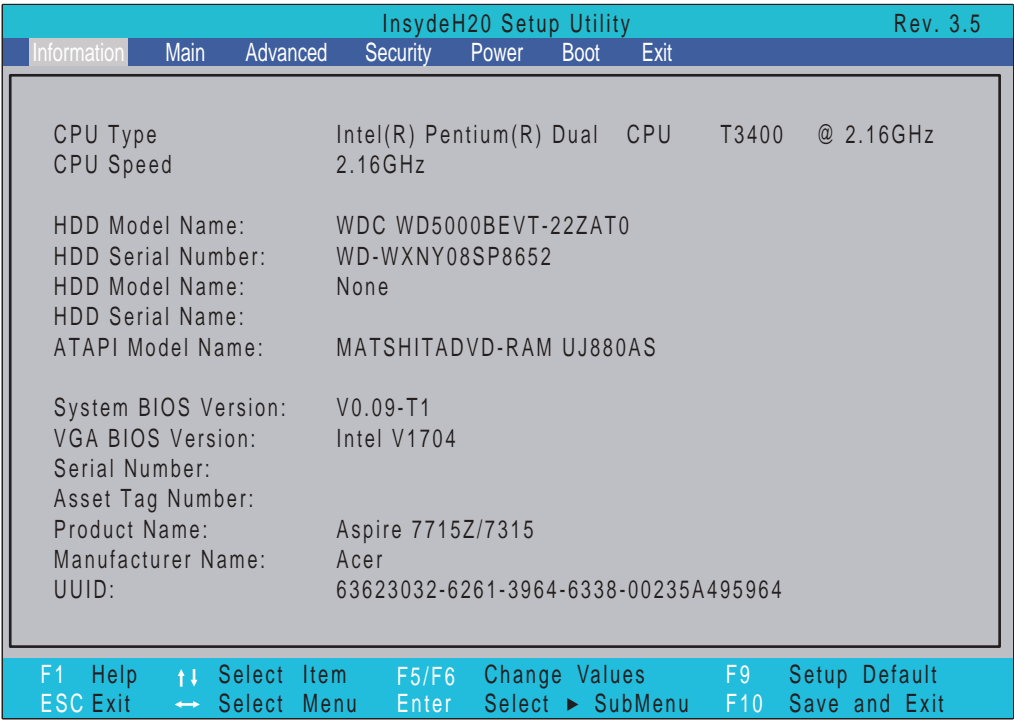 InsydeH20 Setup Utility Rev. 3.5
Information Main Advanced Security Power Boot Exit
CPU Type Intel(R) Pentium(R) Dual CPU T3400 @ 2.16GHz
CPU Speed 2.16GHz
HDD Model Name: WDC WD5000BEVT-22ZAT0
HDD Serial Number: WD-WXNY08SP8652
HDD Model Name: None
HDD Serial Name:
ATAPI Model Name: MATSHITADVD-RAM UJ880AS
System BIOS Version: V0.09-T1
VGA BIOS Version: Intel V1704
Serial Number:
Asset Tag Number:
Product Name: Aspire 7715Z/7315
Manufacturer Name: Acer
UUID: 63623032-6261-3964-6338-00235A495964
F1 Help ↑↓ Select Item F5/F6 Change Values F9 Setup Default
ESC Exit ↔ Select Menu Enter Select ▶ SubMenu F10 Save and Exit